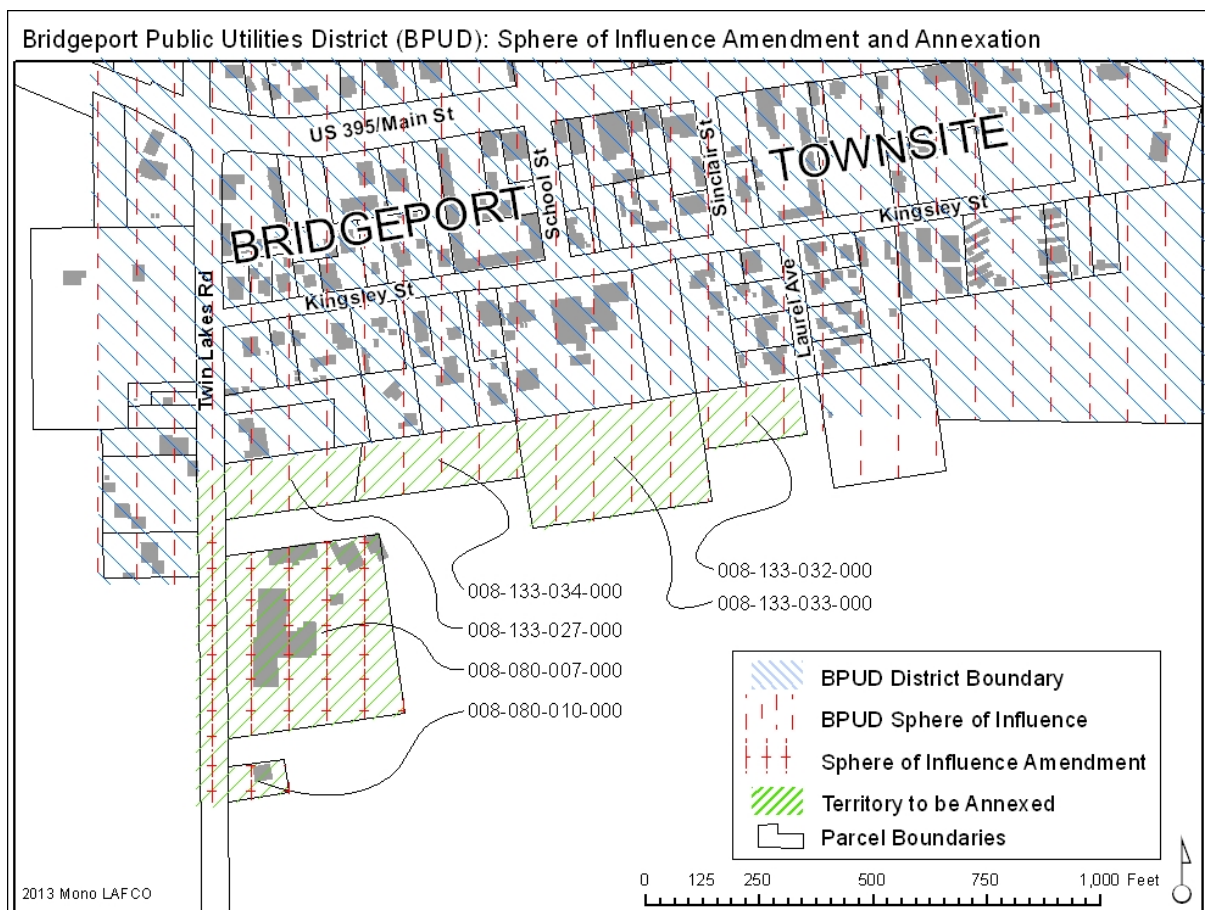 Bridgeport Public Utilities District (BPUD): Sphere of Influence Amendment and Annexation
US 395/Main St
BRIDGEPORT
TOWNSITE
School St
Sinclair St
Kingsley St
Twin Lakes Rd
Kingsley St
Laurel Ave
008-133-032-000
008-133-034-000
008-133-033-000
008-133-027-000
008-080-007-000
008-080-010-000
BPUD District Boundary
BPUD Sphere of Influence
Sphere of Influence Amendment
Territory to be Annexed
Parcel Boundaries
2013 Mono LAFCO
0 125 250 500 750 1,000 Feet